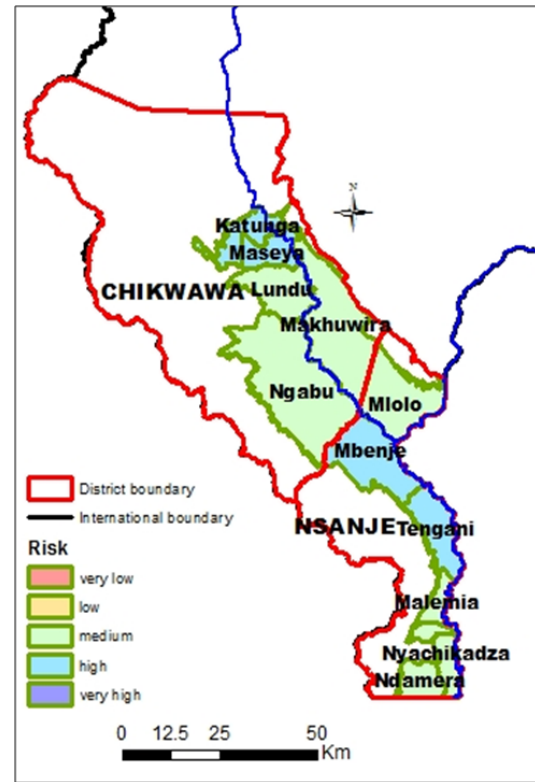 N
Katunga
Maseya
CHIKWAWA
Lundu
Makhuwira
Ngabu
Mlolo
Mbenje
NSANJE
Tengani
Malemia
Nyachikadza
Ndamera
District boundary
International boundary
Risk
very low
low
medium
high
very high
0 12.5 25 50
Km